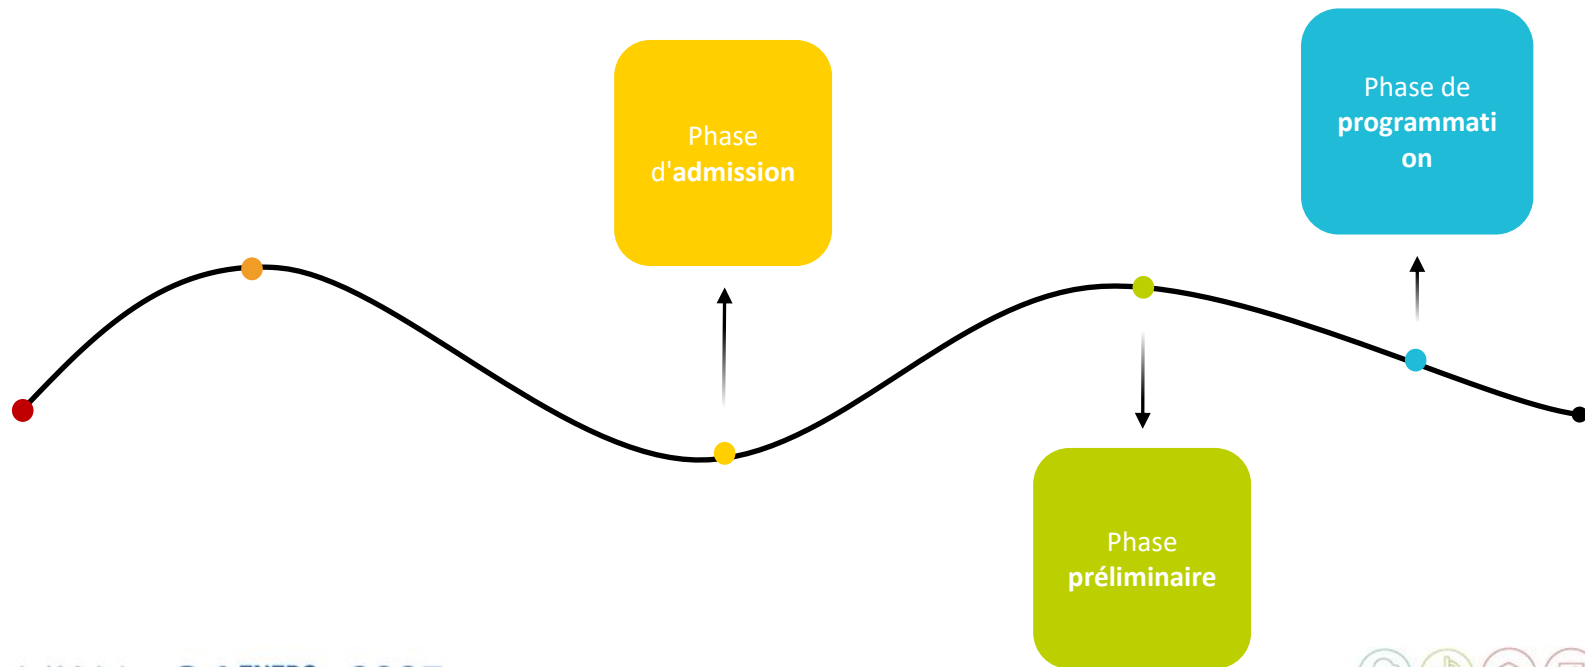 Phase de
programmati
on
Phase
d'admission
Phase
préliminaire